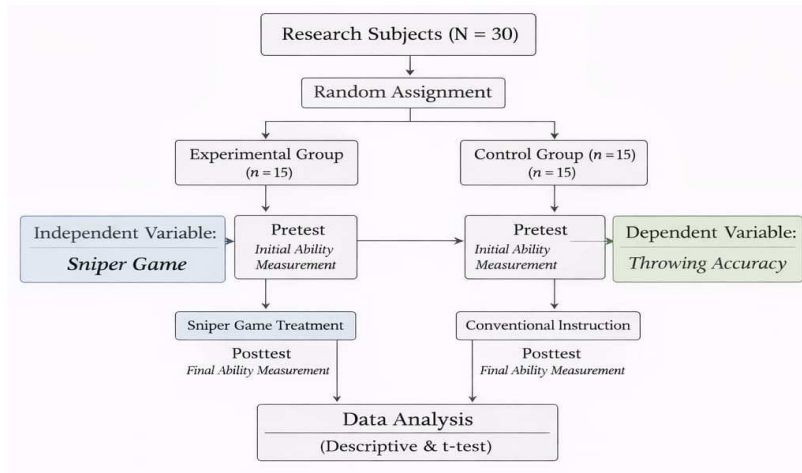 Research Subjects (N = 30)
Random Assignment
Experimental Group
(n = 15)
Control Group (n = 15)
(n = 15)
Independent Variable:
Sniper Game
Pretest
Initial Ability
Measurement
Pretest
Initial Ability
Measurement
Dependent Variable:
Throwing Accuracy
Sniper Game Treatment
Conventional Instruction
Posttest
Final Ability Measurement
Posttest
Final Ability Measurement
Data Analysis
(Descriptive & t-test)